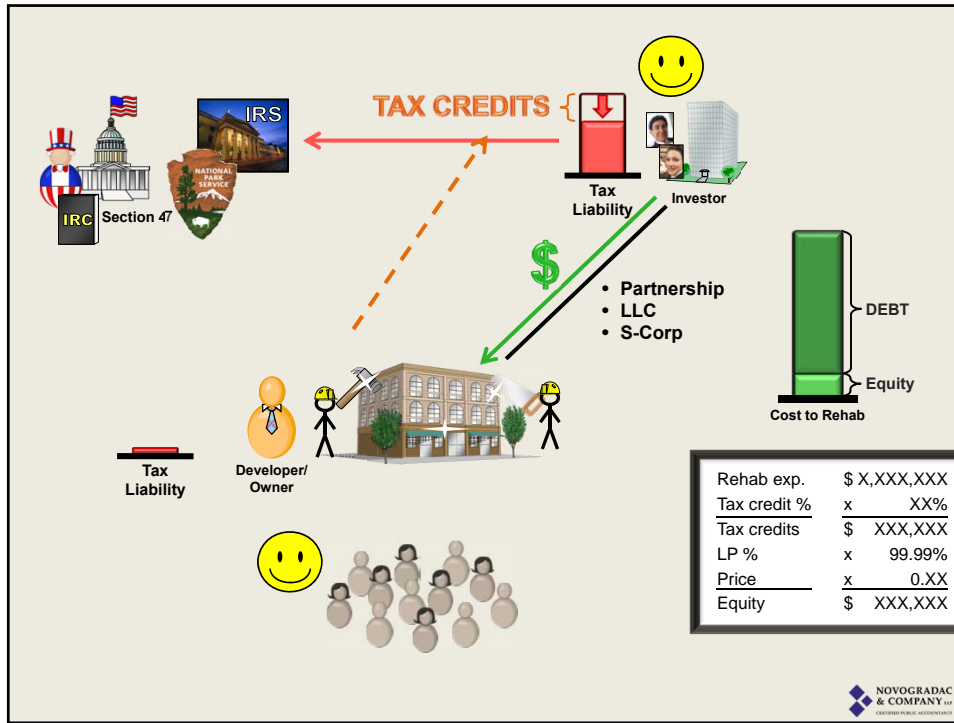 IRS
TAX CREDITS
NATIONAL
PARK
SERVICE
IRC
Section 47
Tax
Liability
Investor
$
• Partnership
• LLC
• S-Corp
DEBT
Equity
Cost to Rehab
Tax
Liability
Developer/
Owner
Rehab exp. $ X,XXX,XXX
Tax credit % x XX%
Tax credits $ XXX,XXX
LP % x 99.99%
Price x 0.XX
Equity $ XXX,XXX
NOVOGRADAC
& COMPANY LLP
CERTIFIED PUBLIC ACCOUNTANTS